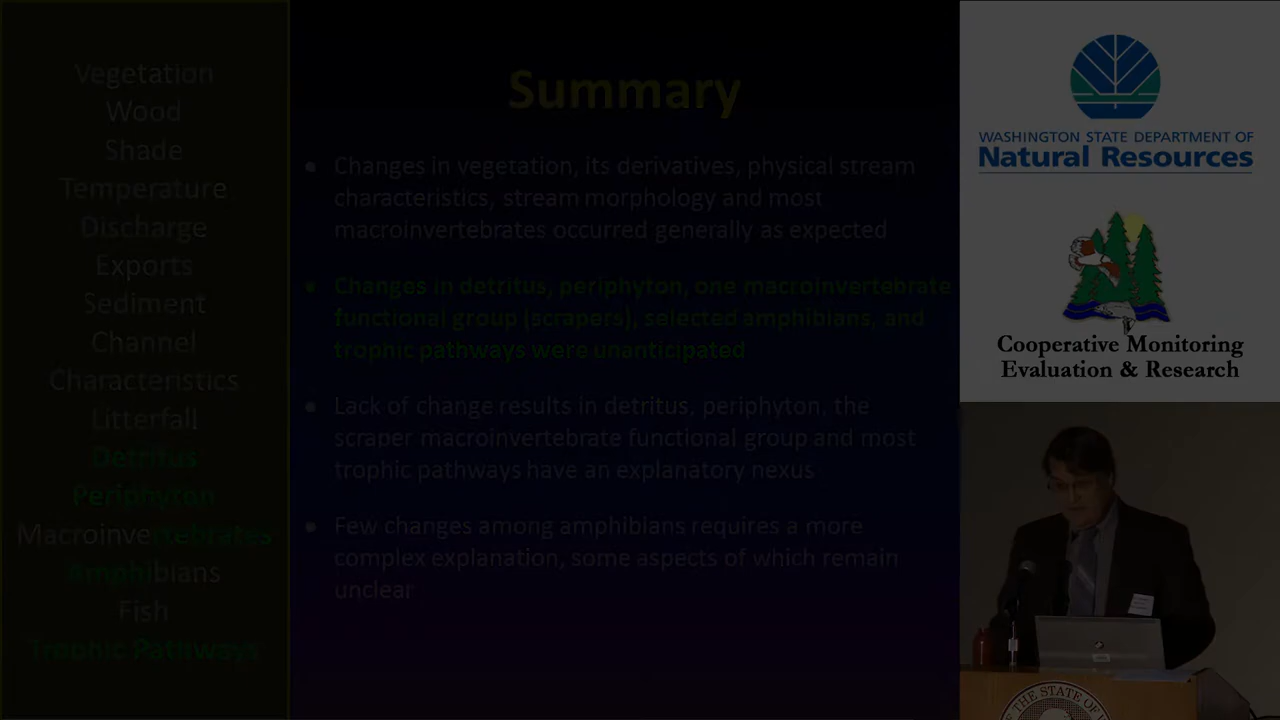 Vegetation
Wood
Shade
Temperature
Discharge
Exports
Sediment
Channel
Characteristics
Litterfall
Detritus
Periphyton
Macroinvertebrates
Amphibians
Fish
Trophic Pathways
Summary
• Changes in vegetation, its derivatives, physical stream
characteristics, stream morphology and most
macroinvertebrates occurred generally as expected
• Changes in detritus, periphyton, one macroinvertebrate
functional group (scrapers), selected amphibians, and
trophic pathways were unanticipated
• Lack of change results in detritus, periphyton, the
scraper macroinvertebrate functional group and most
trophic pathways have an explanatory nexus
• Few changes among amphibians requires a more
complex explanation, some aspects of which remain
unclear
WASHINGTON STATE DEPARTMENT OF
Natural Resources
Cooperative Monitoring
Evaluation & Research
THE STATE OF